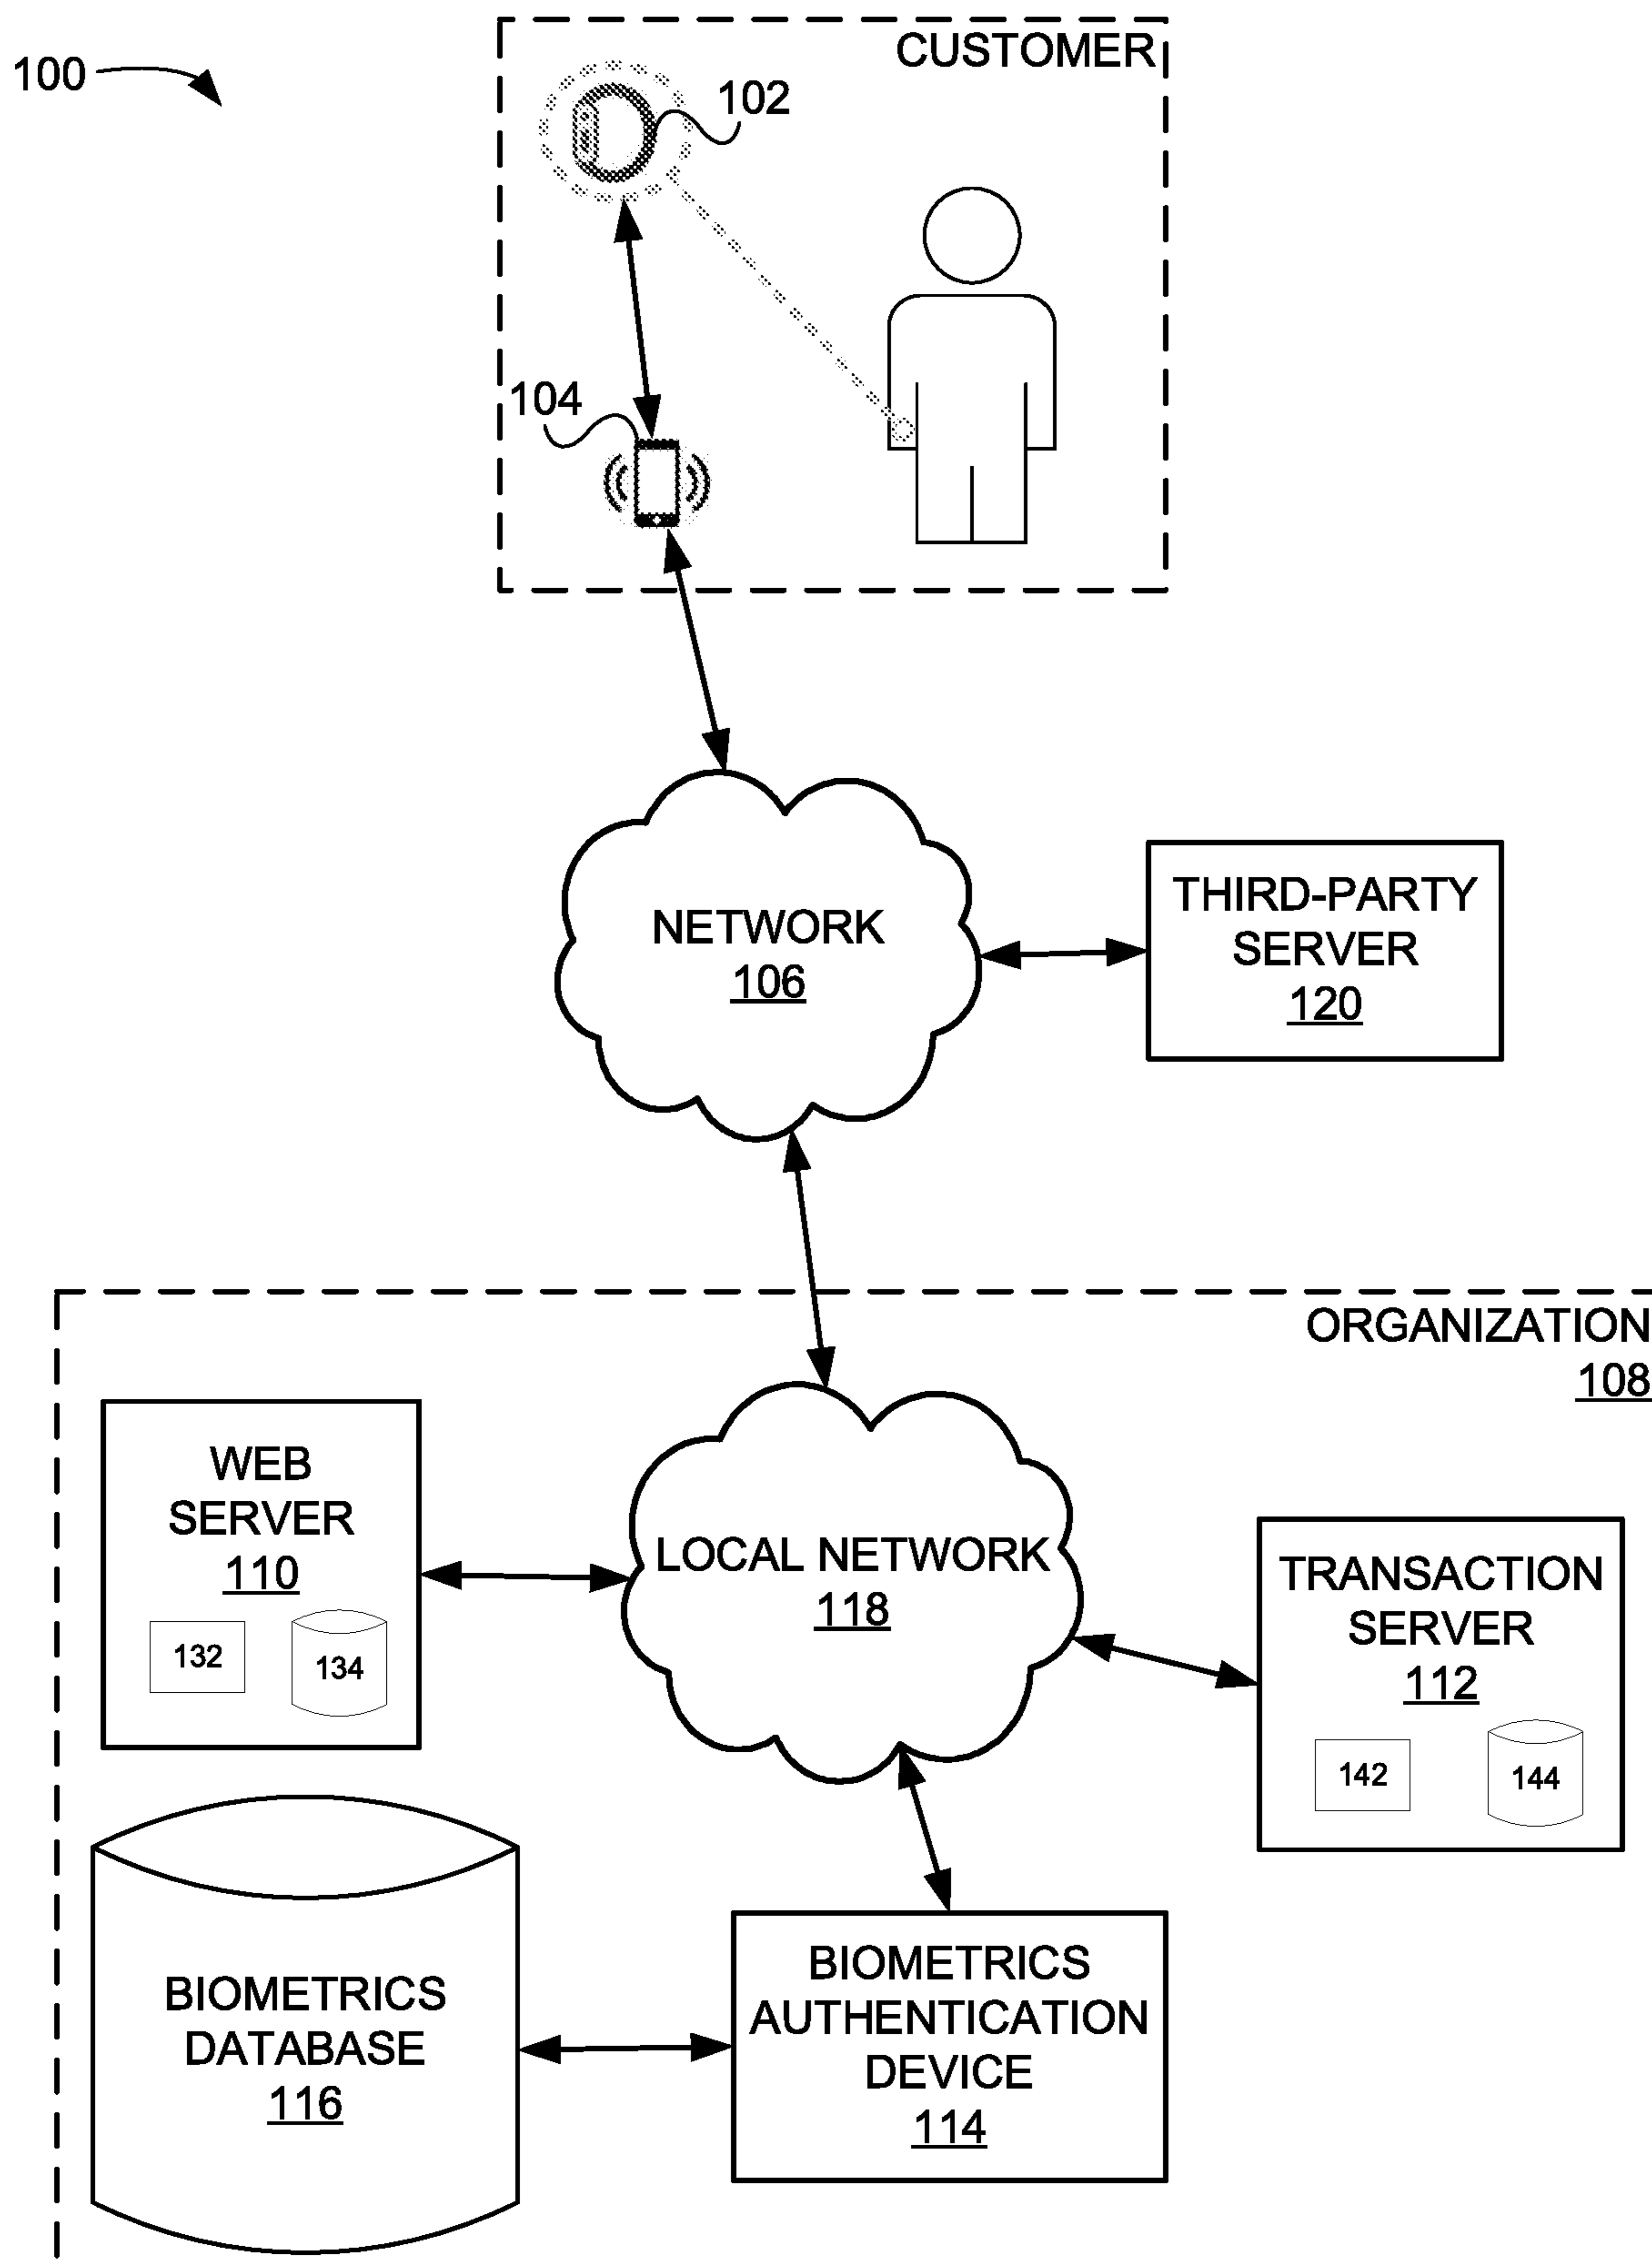 100
CUSTOMER
102
104
NETWORK
106
THIRD-PARTY
SERVER
120
ORGANIZATION
108
WEB
SERVER
110
132
134
LOCAL NETWORK
118
TRANSACTION
SERVER
112
142
144
BIOMETRICS
DATABASE
116
BIOMETRICS
AUTHENTICATION
DEVICE
114